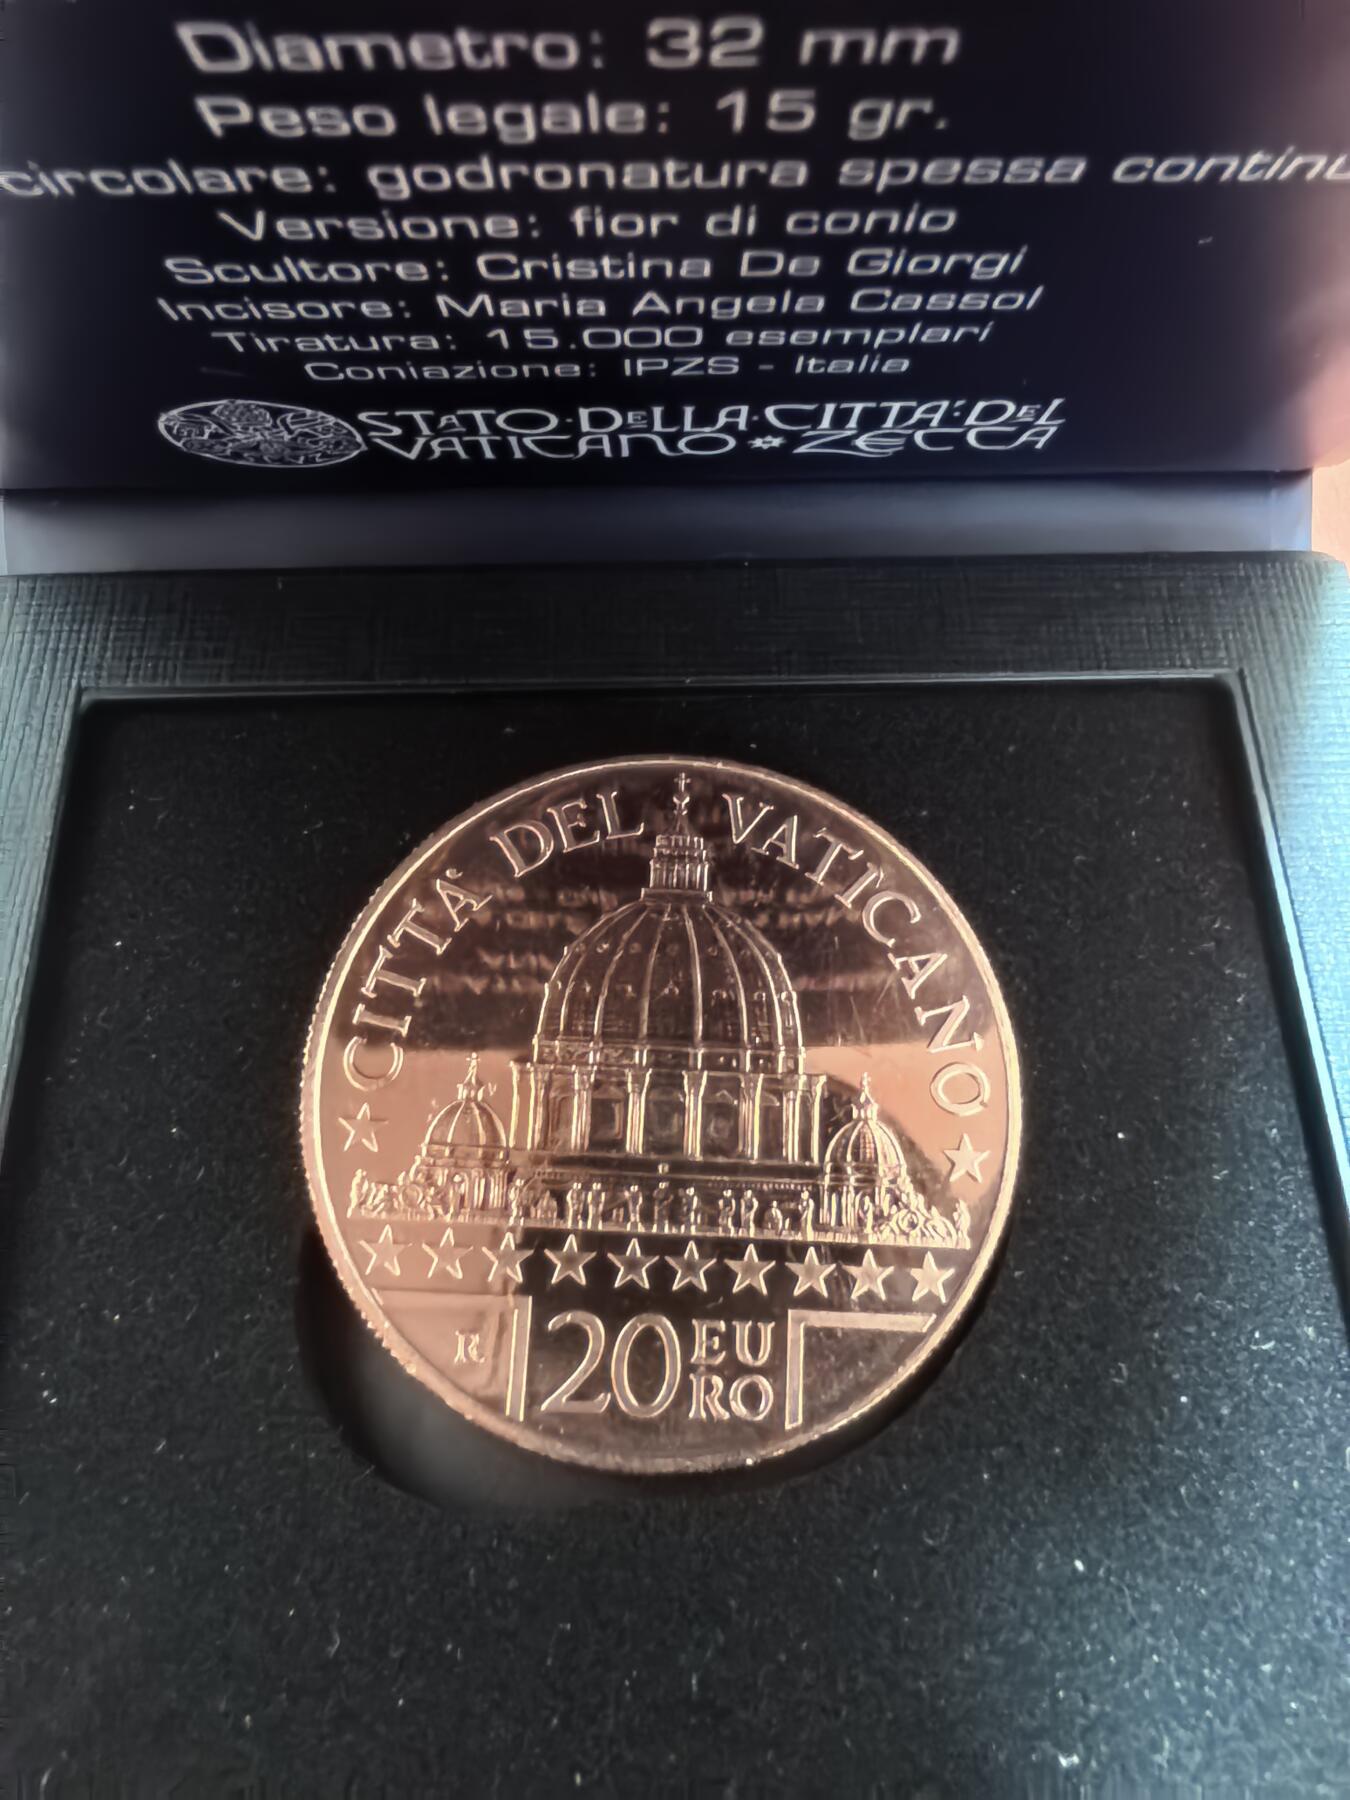 Diametro: 32 mm
Peso legale: 15 gr.
circolare: godronatura spessa
Versione: fior di conio
Scultore: Cristina De Giorgi
Incisore: Maria Angela Cassol
Tiratura: 15.000 esemplari
Coniazione: IPZS - Italia
STATO·DELLA·CITTA':DEL
VATICANO ZECCA
CITTA' DEL VATICANO
R
20 EURO